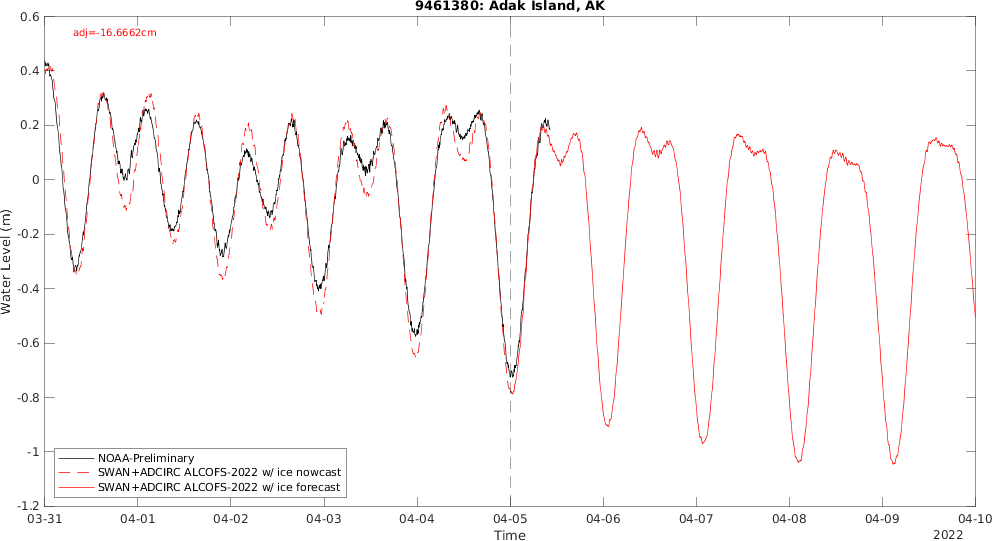 9461380: Adak Island, AK
adj=-16.6662cm
0.6
0.4
0.2
0
-0.2
-0.4
-0.6
-0.8
-1
-1.2
Water Level (m)
NOAA-Preliminary
SWAN+ADCIRC ALCOFS-2022 w/ ice nowcast
SWAN+ADCIRC ALCOFS-2022 w/ ice forecast
03-31 04-01 04-02 04-03 04-04 04-05 04-06 04-07 04-08 04-09 04-10
Time
2022